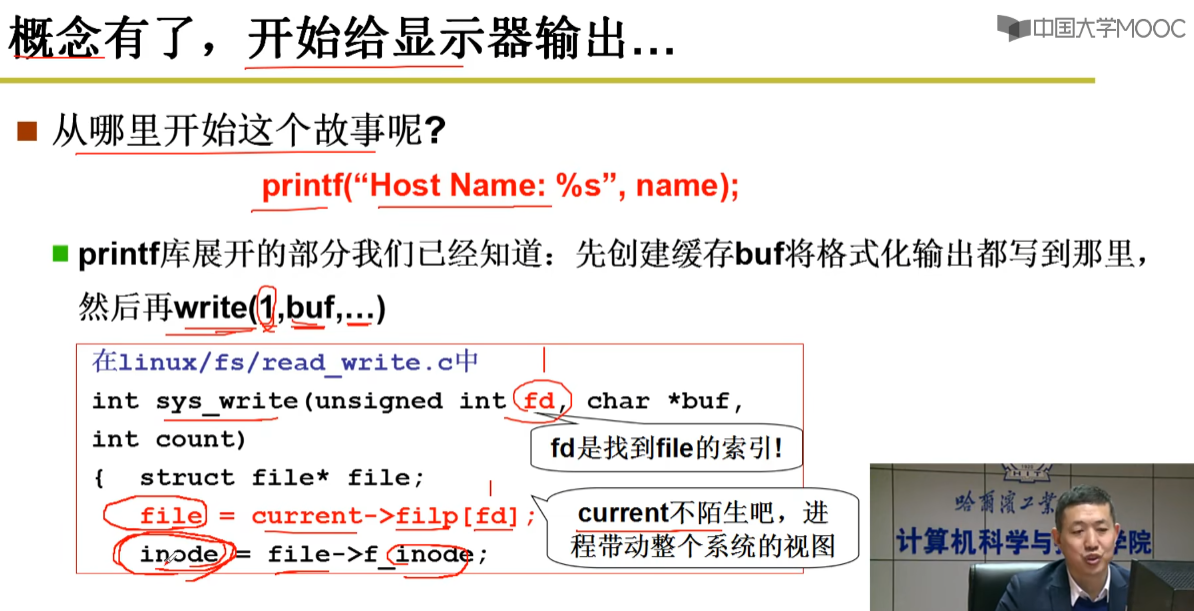 概念有了，开始给显示器输出…
中国大学MOOC
从哪里开始这个故事呢?
printf(“Host Name: %s”, name);
printf库展开的部分我们已经知道：先创建缓存buf将格式化输出都写到那里，
然后再write(1,buf,…)
在linux/fs/read_write.c中
int sys_write(unsigned int fd, char *buf,
int count)
fd是找到file的索引!
{ struct file* file;
file = current->filp[fd];
inode = file->f_inode;
current不陌生吧，进
程带动整个系统的视图
哈尔滨工业
计算机科学与 学院